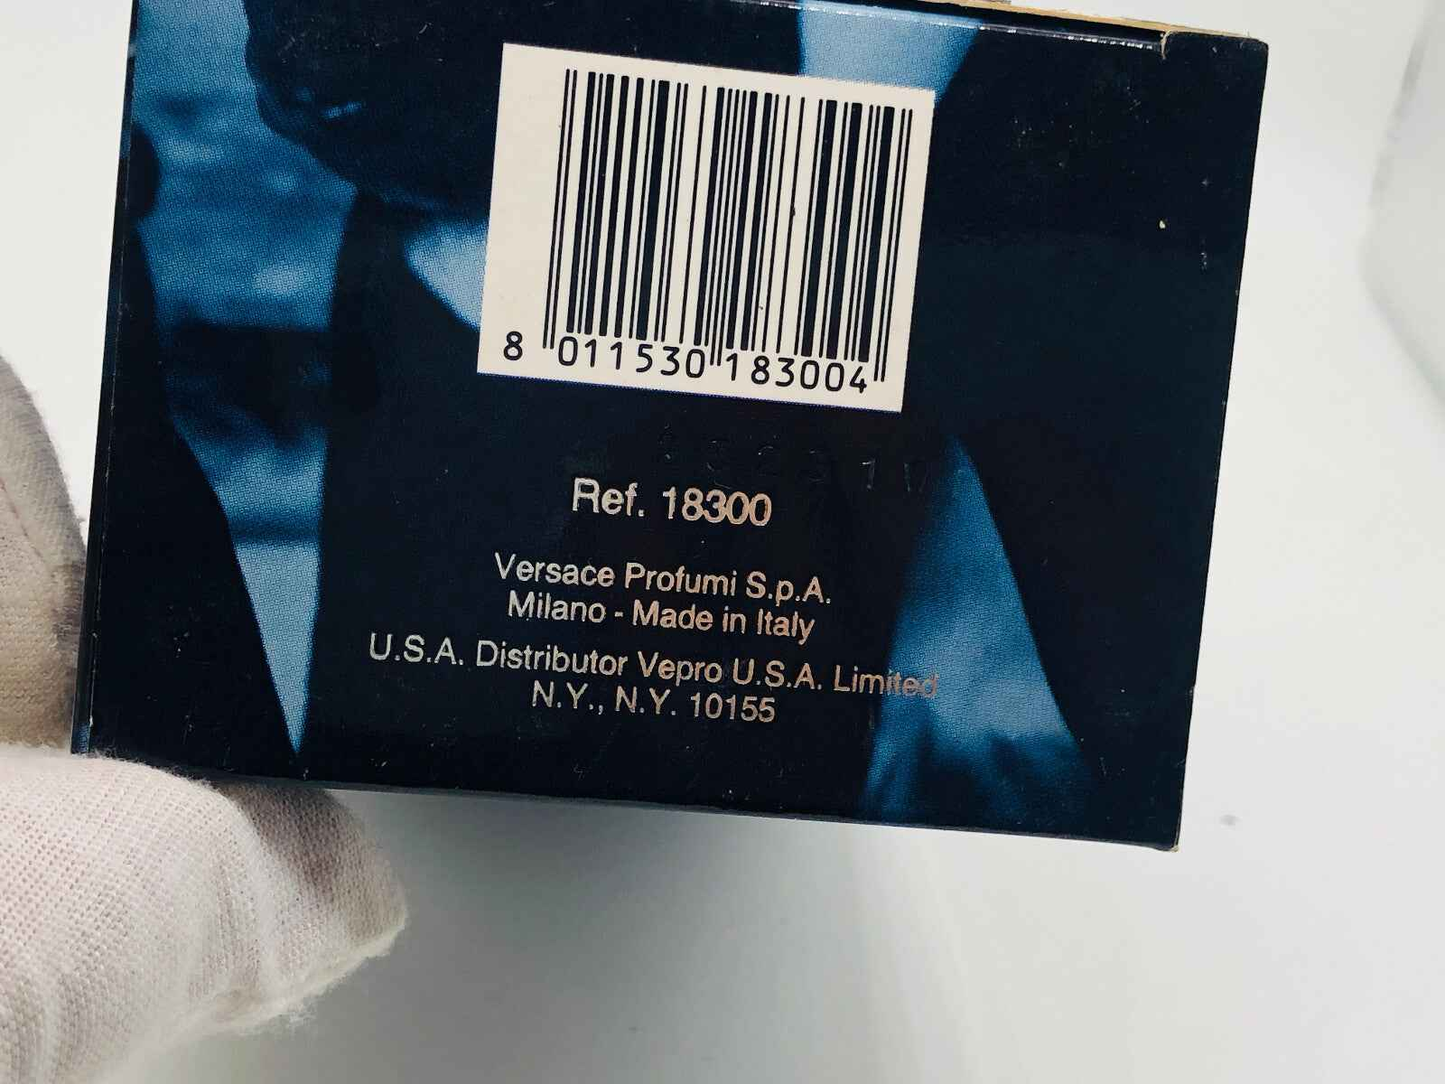 8 011530 183004
Ref. 18300
Versace Profumi S.p.A.
Milano - Made in Italy
U.S.A. Distributor Vepro U.S.A. Limited
N.Y., N.Y. 10155